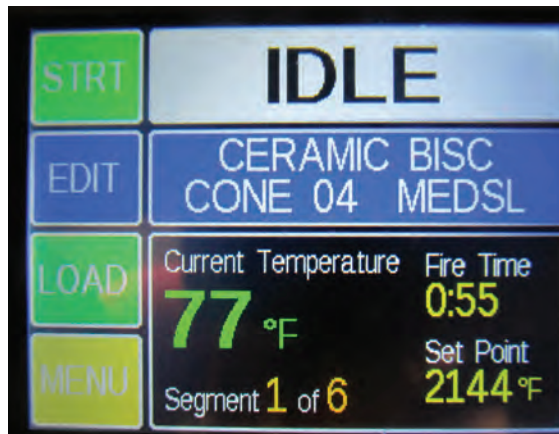 STRT
IDLE
EDIT
CERAMIC BISC
CONE 04 MEDSL
LOAD
Current Temperature
77 °F
Fire Time
0:55
MENU
Segment 1 of 6
Set Point
2144 °F